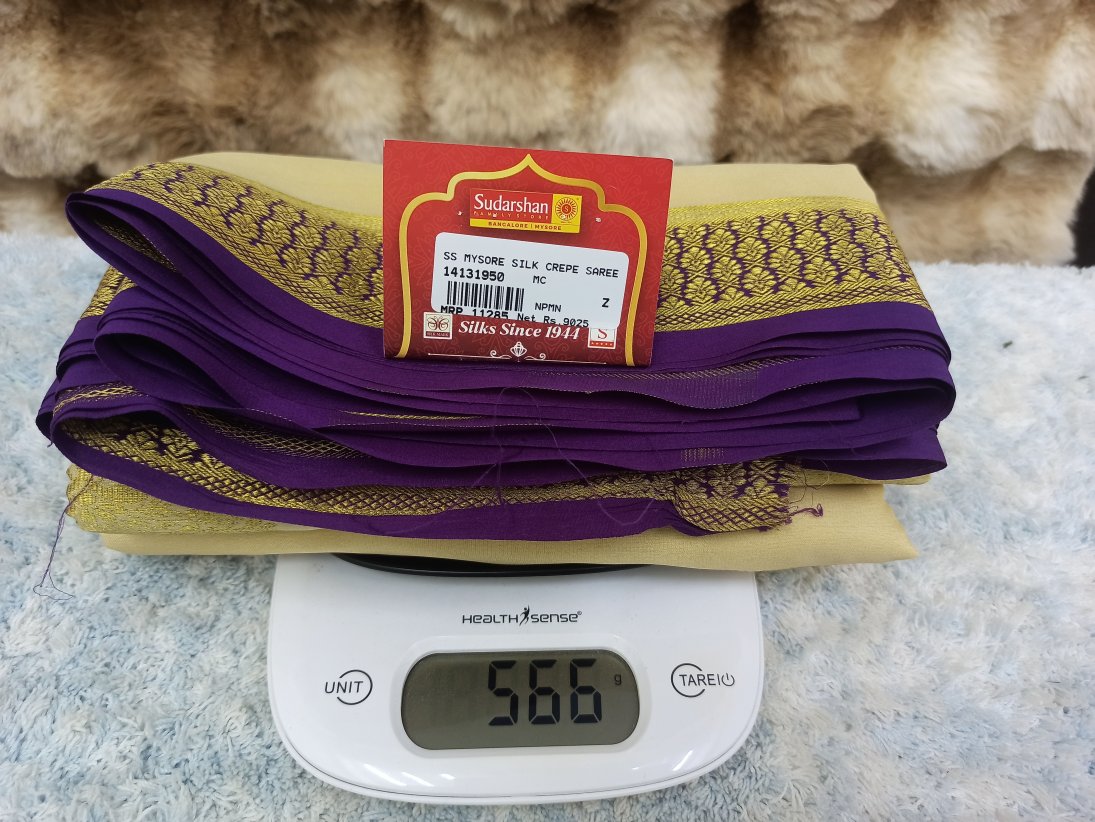 Sudarshan
FAMILY STORE
BANGALORE | MYSORE
SS MYSORE SILK CREPE SAREE
14131950 MC
NPMN Z
MRP 11285 Net Rs 9025
Silks Since 1944
HEALTH SENSE®
UNIT
566 g
TARE